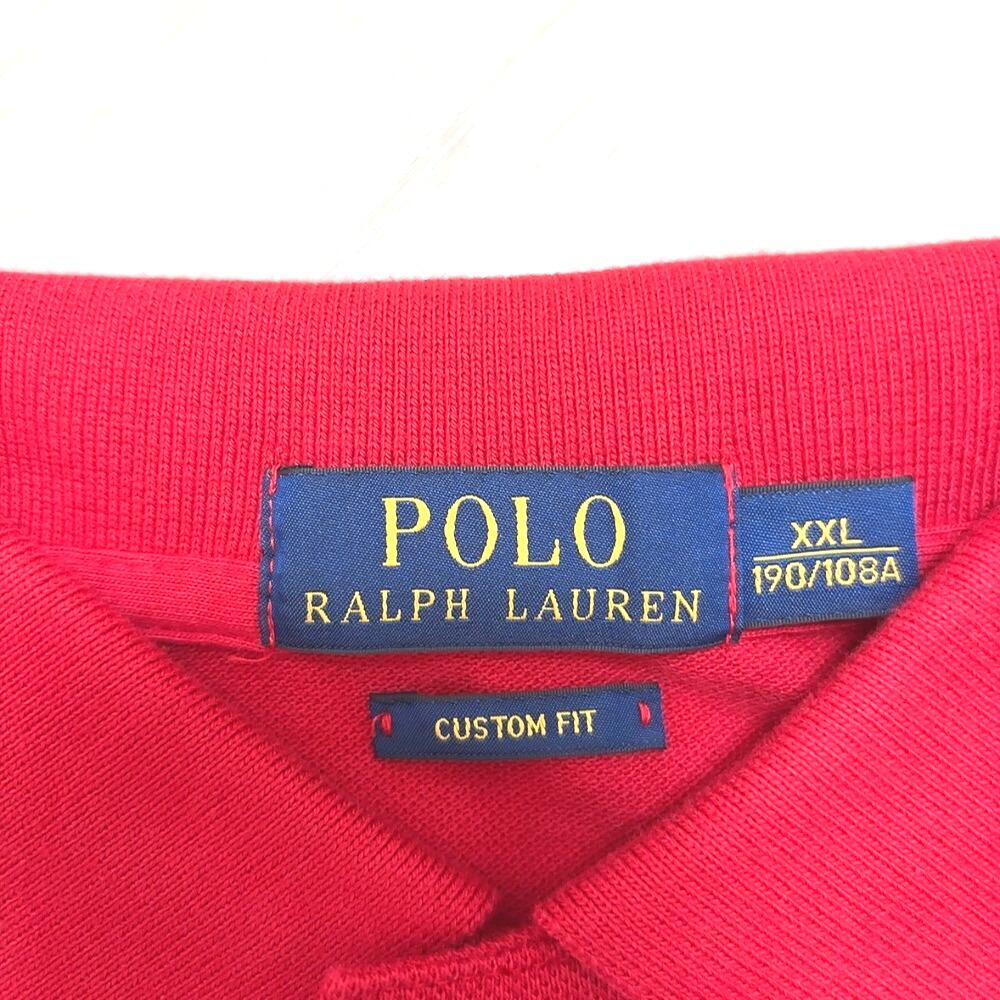 POLO
RALPH LAUREN
XXL
190/108A
CUSTOM FIT